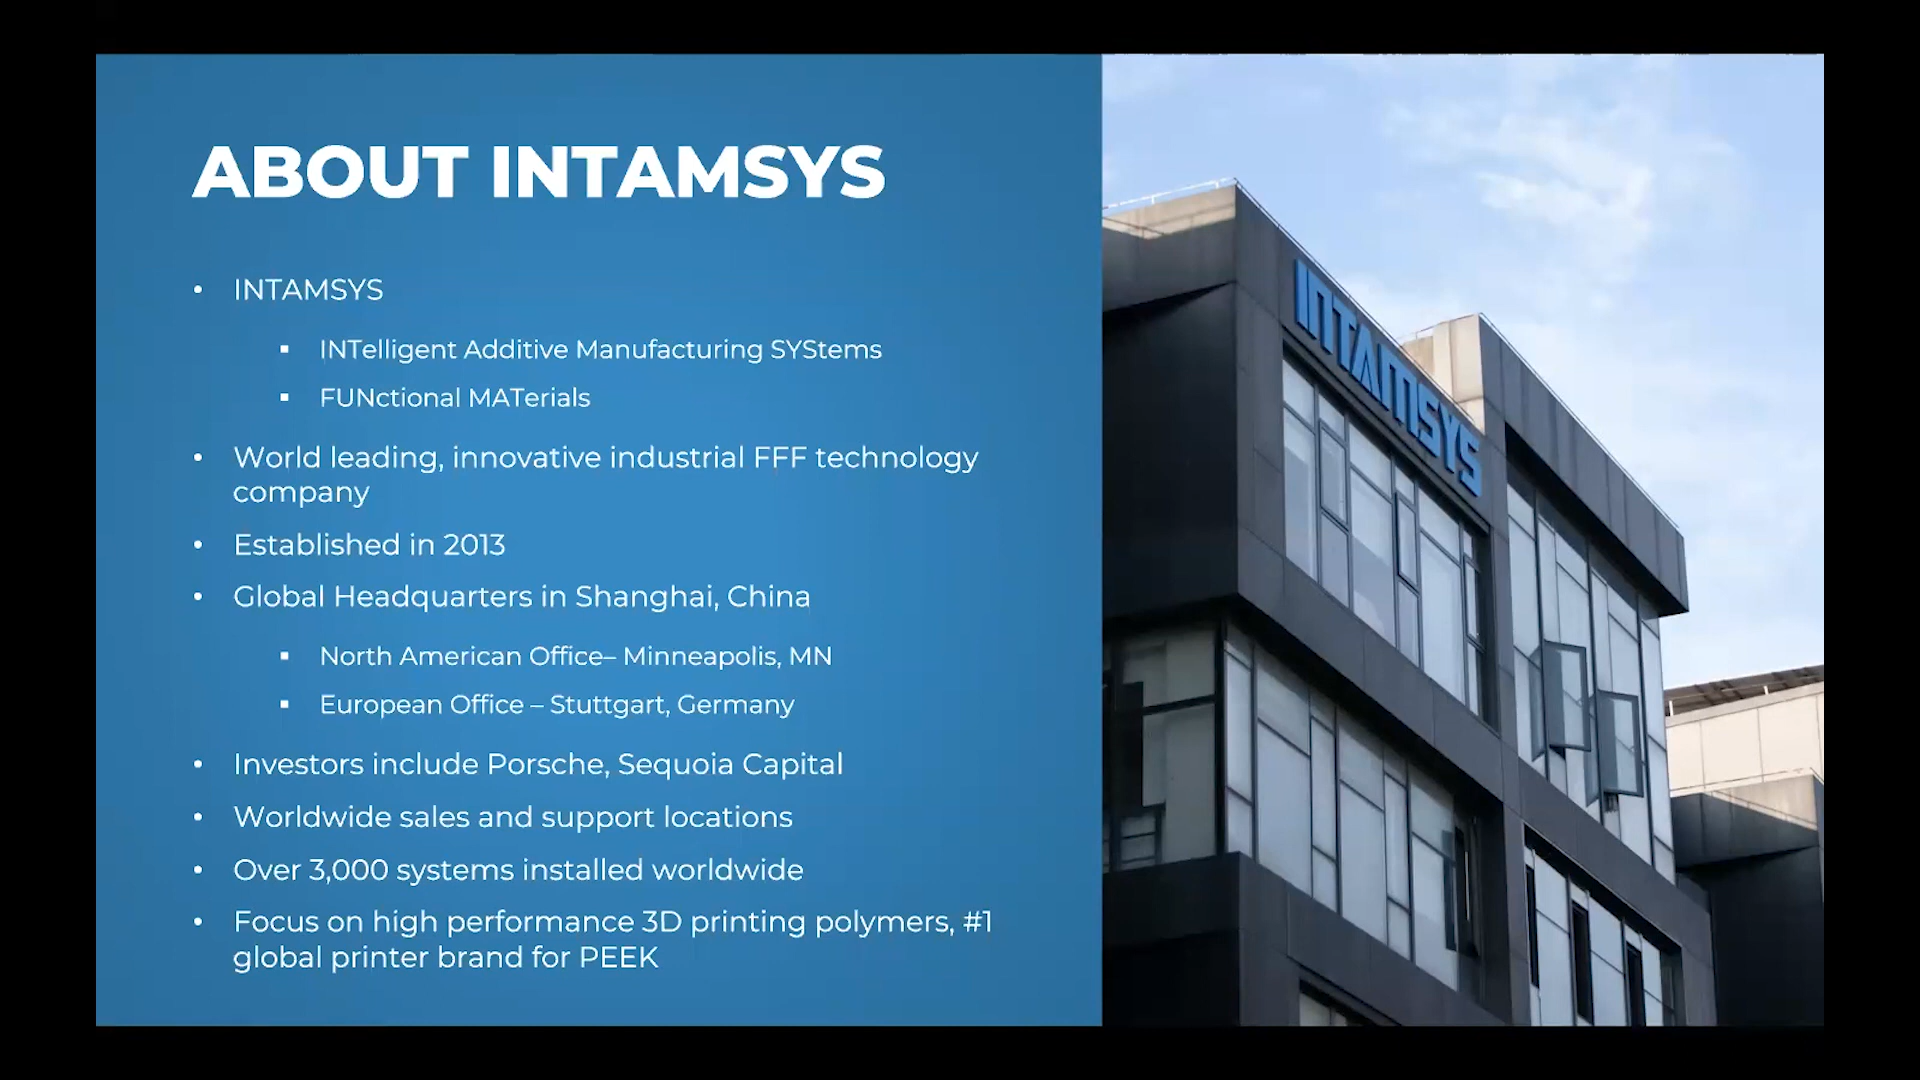 ABOUT INTAMSYS
• INTAMSYS
▪ INTelligent Additive Manufacturing SYStems
▪ FUNctional MATerials
• World leading, innovative industrial FFF technology
company
• Established in 2013
• Global Headquarters in Shanghai, China
▪ North American Office– Minneapolis, MN
▪ European Office – Stuttgart, Germany
• Investors include Porsche, Sequoia Capital
• Worldwide sales and support locations
• Over 3,000 systems installed worldwide
• Focus on high performance 3D printing polymers, #1
global printer brand for PEEK
INTAMSYS